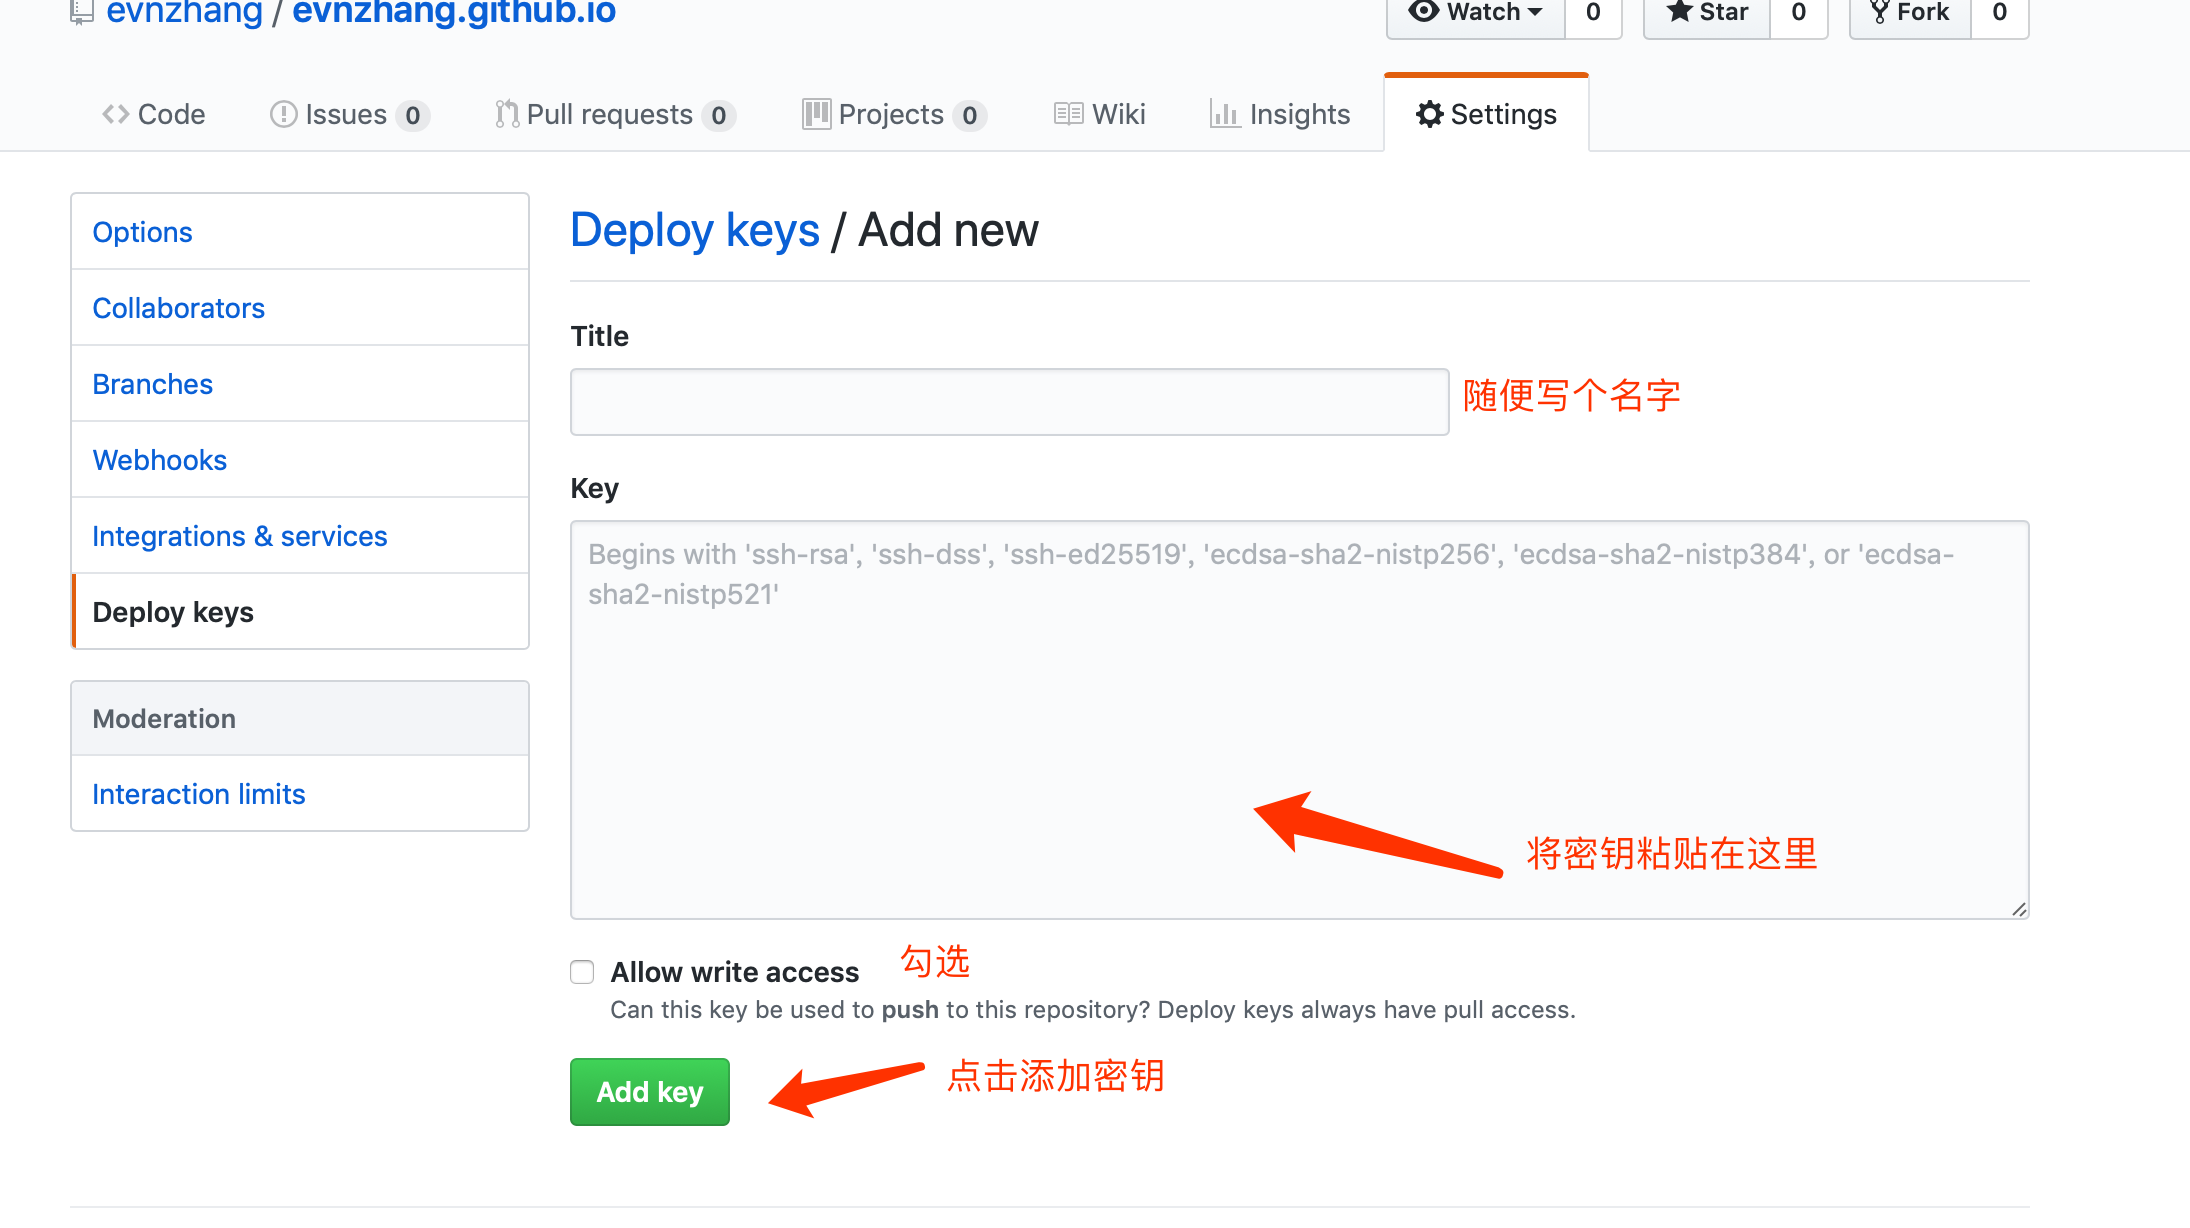 evnzhang / evnzhang.github.io
Watch 0 Star 0 Fork 0
Code Issues 0 Pull requests 0 Projects 0 Wiki Insights Settings
Options
Collaborators
Branches
Webhooks
Integrations & services
Deploy keys
Moderation
Interaction limits
Deploy keys / Add new
Title
随便写个名字
Key
Begins with 'ssh-rsa', 'ssh-dss', 'ssh-ed25519', 'ecdsa-sha2-nistp256', 'ecdsa-sha2-nistp384', or 'ecdsa-
sha2-nistp521'
将密钥粘贴在这里
Allow write access 勾选
Can this key be used to push to this repository? Deploy keys always have pull access.
Add key 点击添加密钥